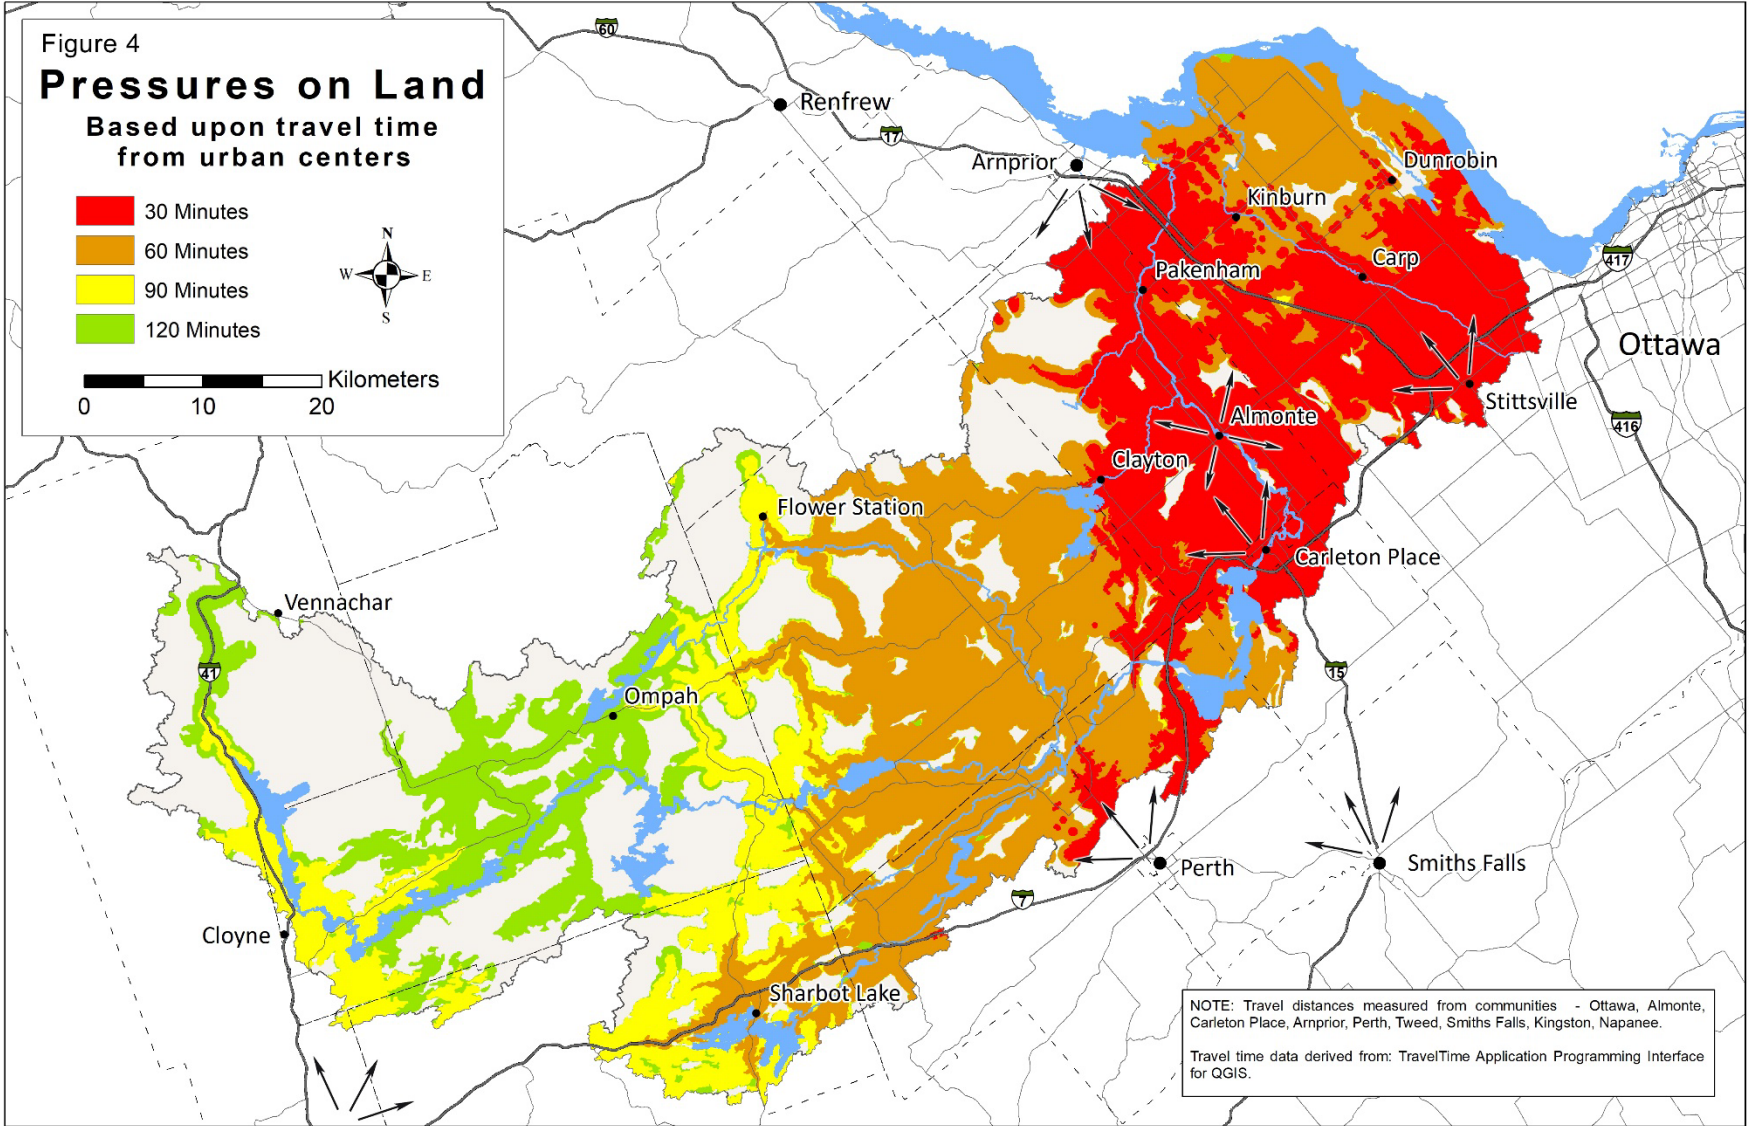 Figure 4
Pressures on Land
Based upon travel time
from urban centers
30 Minutes
60 Minutes
90 Minutes
120 Minutes
N
W
E
S
Kilometers
0
10
20
60
Renfrew
17
Arnprior
Dunrobin
Kinburn
Carp
417
Pakenham
Ottawa
Stittsville
Almonte
416
Clayton
Flower Station
Carleton Place
Vennachar
41
15
Ompah
Perth
Smiths Falls
7
Cloyne
Sharbot Lake
NOTE: Travel distances measured from communities - Ottawa, Almonte,
Carleton Place, Arnprior, Perth, Tweed, Smiths Falls, Kingston, Napanee.
Travel time data derived from: TravelTime Application Programming Interface
for QGIS.